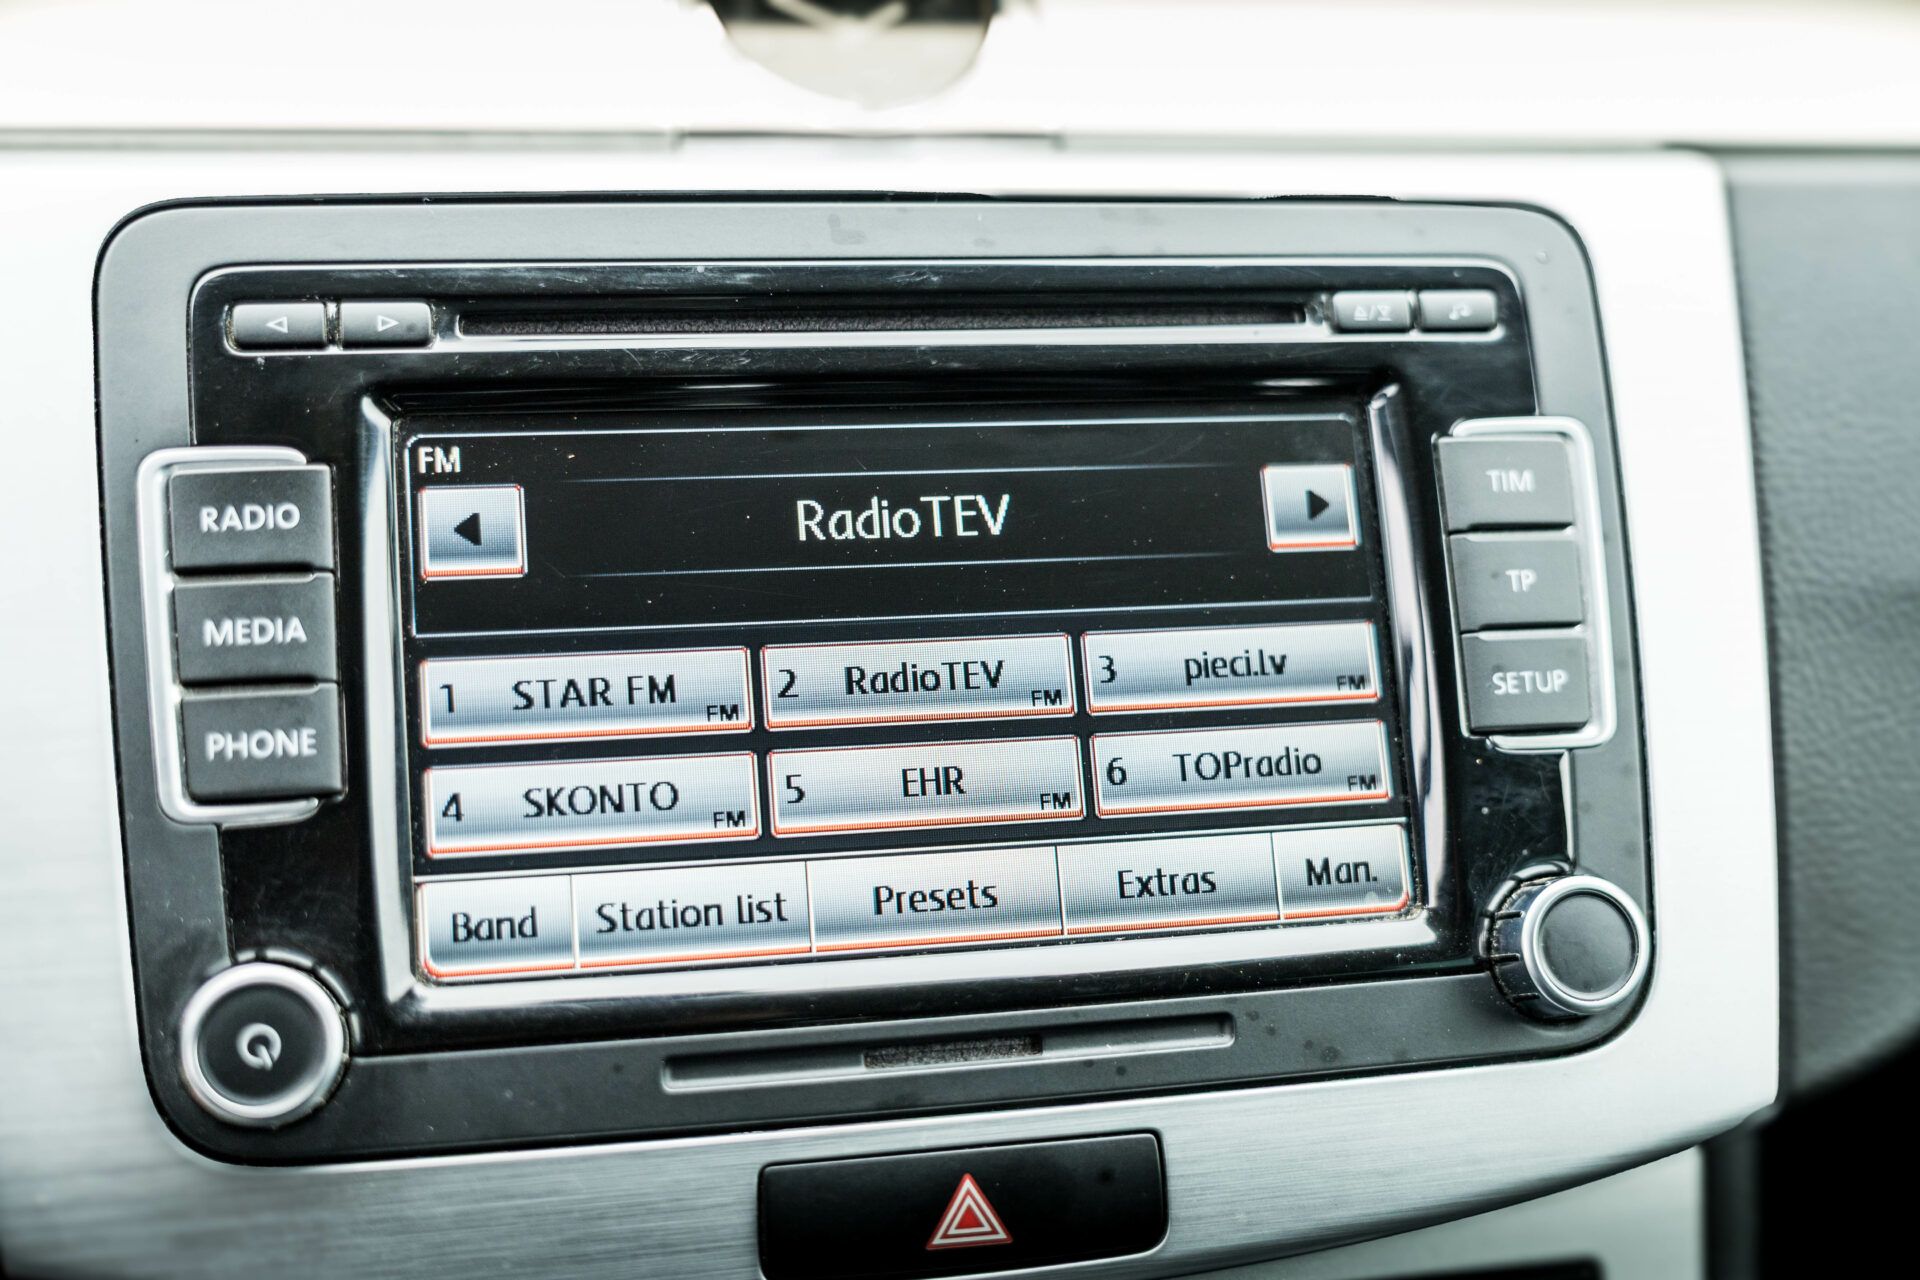 FM
RadioTEV
RADIO
MEDIA
PHONE
1 STAR FM FM
2 RadioTEV FM
3 pieci.lv FM
4 SKONTO FM
5 EHR FM
6 TOPradio FM
Band Station list Presets Extras Man.
TIM
TP
SETUP